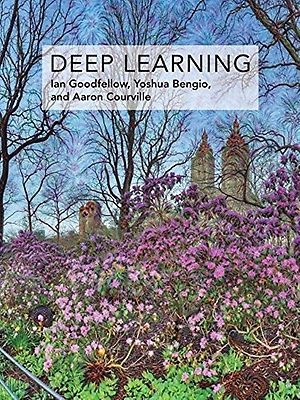 DEEP LEARNING
Ian Goodfellow, Yoshua Bengio,
and Aaron Courville